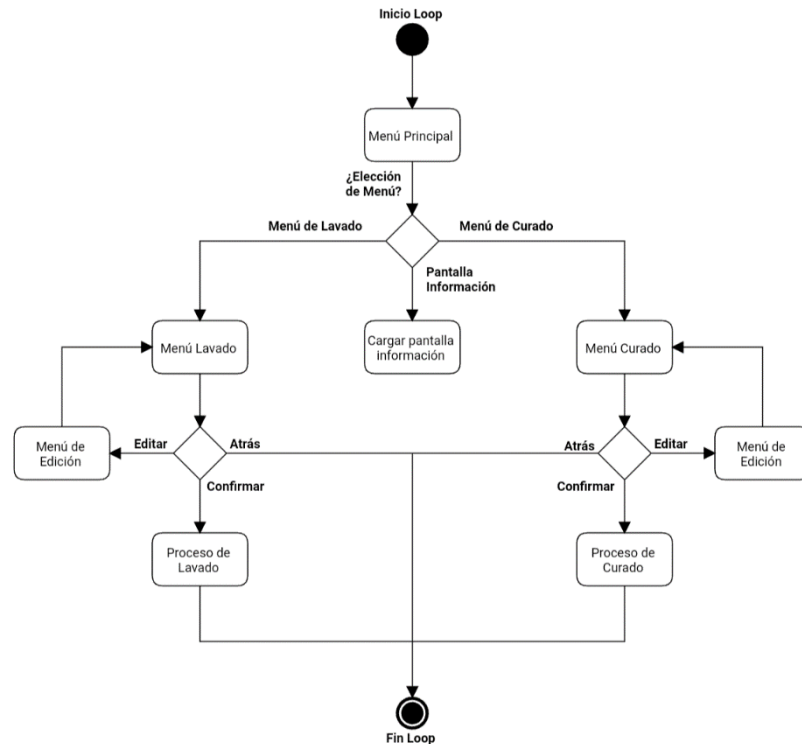 Inicio Loop
Menú Principal
¿Elección
de Menú?
Menú de Lavado
Menú de Curado
Pantalla
Información
Menú Lavado
Cargar pantalla
información
Menú Curado
Menú de
Edición
Editar
Atrás
Atrás
Editar
Menú de
Edición
Confirmar
Confirmar
Proceso de
Lavado
Proceso de
Curado
Fin Loop